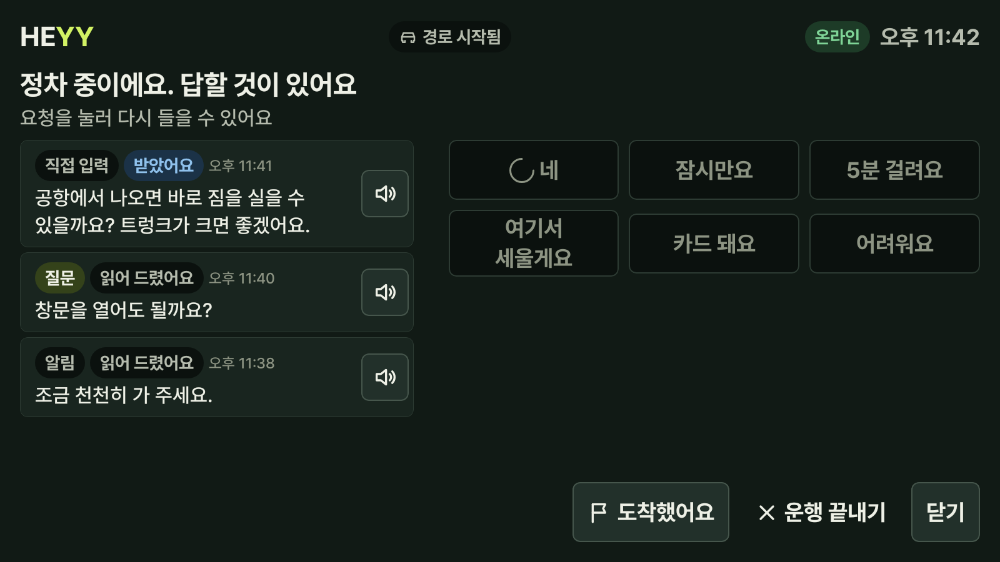 HEYY
경로 시작됨
온라인
오후 11:42
정차 중이에요. 답할 것이 있어요
요청을 눌러 다시 들을 수 있어요
직접 입력
받았어요
오후 11:41
공항에서 나오면 바로 짐을 실을 수
있을까요? 트렁크가 크면 좋겠어요.
질문
읽어 드렸어요
오후 11:40
창문을 열어도 될까요?
알림
읽어 드렸어요
오후 11:38
조금 천천히 가 주세요.
네
잠시만요
5분 걸려요
여기서
세울게요
카드 돼요
어려워요
도착했어요
운행 끝내기
닫기